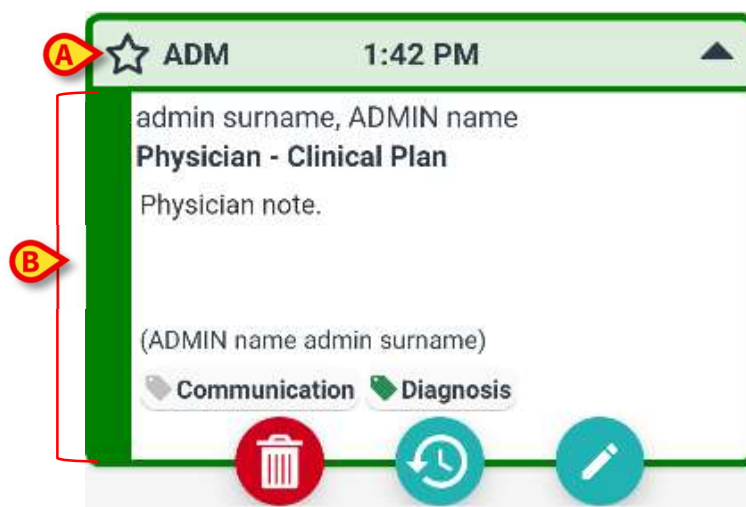 A ADM 1:42 PM
admin surname, ADMIN name
Physician - Clinical Plan
Physician note.
B
(ADMIN name admin surname)
Communication Diagnosis